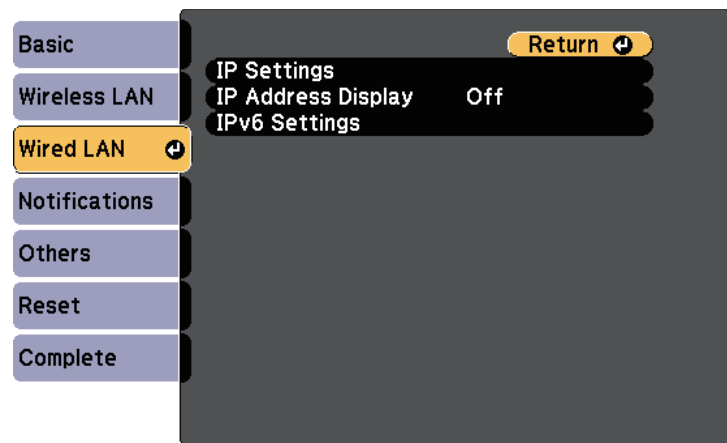 Basic
Wireless LAN
Wired LAN
Notifications
Others
Reset
Complete
Return
IP Settings
IP Address Display Off
IPv6 Settings